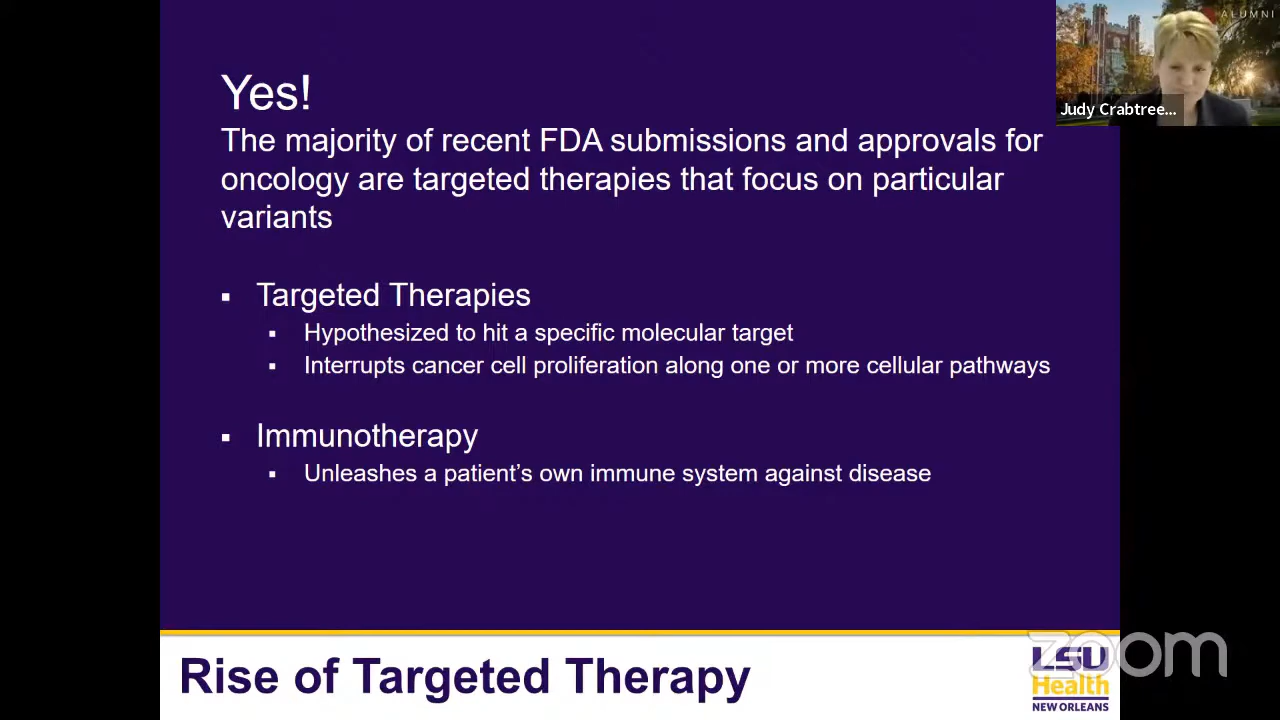 ALUMNI
Judy Crabtree...
Yes!
The majority of recent FDA submissions and approvals for
oncology are targeted therapies that focus on particular
variants
▪ Targeted Therapies
▪ Hypothesized to hit a specific molecular target
▪ Interrupts cancer cell proliferation along one or more cellular pathways
▪ Immunotherapy
▪ Unleashes a patient’s own immune system against disease
Rise of Targeted Therapy
LSU
Health
NEW ORLEANS
zoom